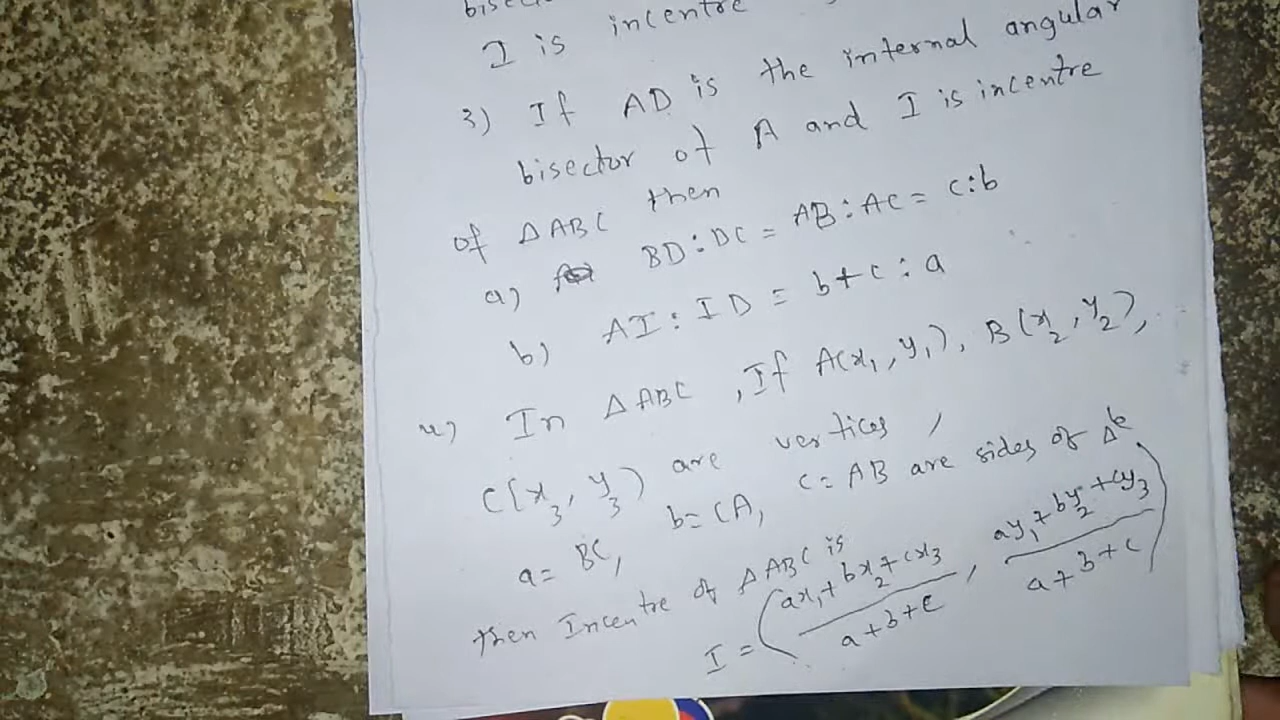 I is incentre
3) If AD is the internal angular
bisector of A and I is incentre
of ΔABC then
a) BD:DC = AB:AC = c:b
b) AI:ID = b+c:a
4) In ΔABC, If A(x₁,y₁), B(x₂,y₂),
C(x₃,y₃) are vertices,
a=BC, b=CA, c=AB are sides of Δle
then Incentre of ΔABC is
I = ((ax₁+bx₂+cx₃)/(a+b+c), (ay₁+by₂+cy₃)/(a+b+c))